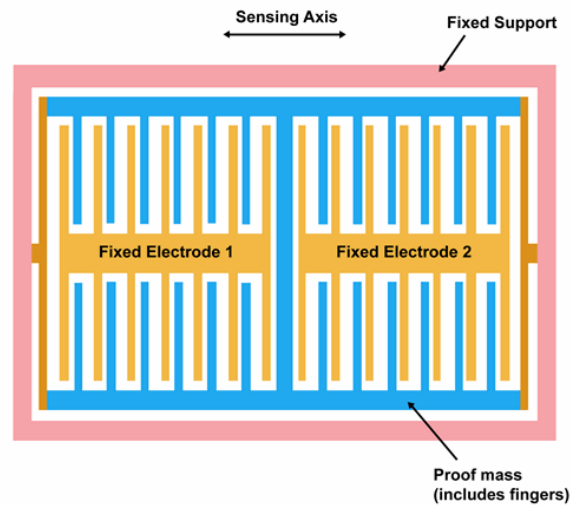 Sensing Axis
Fixed Support
Fixed Electrode 1
Fixed Electrode 2
Proof mass
(includes fingers)